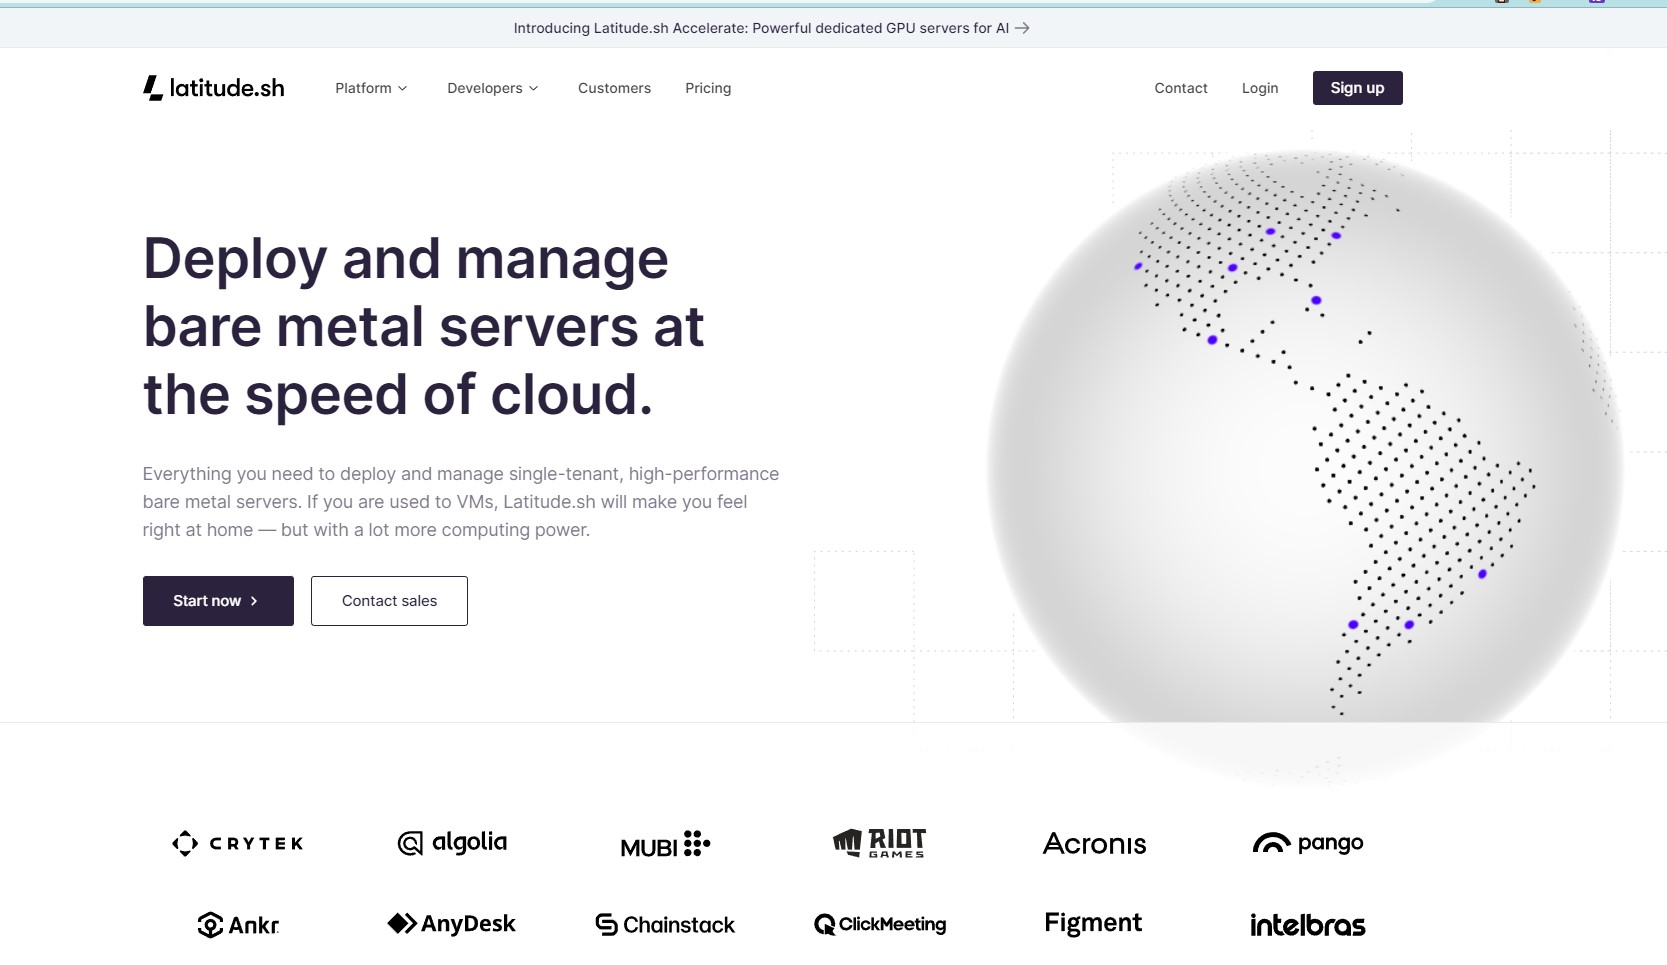 Introducing Latitude.sh Accelerate: Powerful dedicated GPU servers for AI →
latitude.sh Platform Developers Customers Pricing Contact Login Sign up
Deploy and manage
bare metal servers at
the speed of cloud.
Everything you need to deploy and manage single-tenant, high-performance
bare metal servers. If you are used to VMs, Latitude.sh will make you feel
right at home — but with a lot more computing power.
Start now Contact sales
CRYTEK algolia MUBI RIOT GAMES Acronis pango
Ankr AnyDesk Chainstack ClickMeeting Figment intelbras